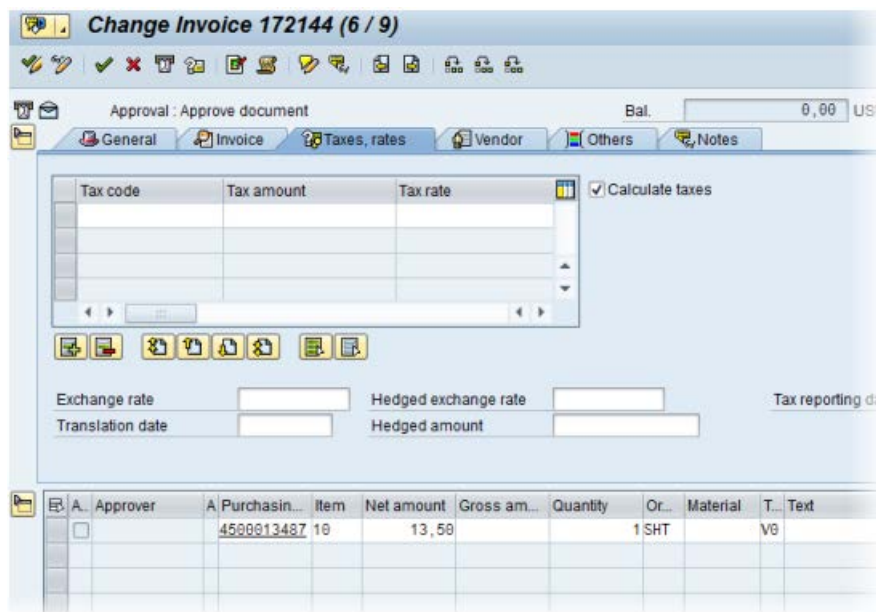 Change Invoice 172144 (6 / 9)
Approval : Approve document Bal. 0,00 US
General Invoice Taxes, rates Vendor Others Notes
Tax code Tax amount Tax rate Calculate taxes
Exchange rate Hedged exchange rate Tax reporting d
Translation date Hedged amount
A.. Approver A Purchasin... Item Net amount Gross am... Quantity Or... Material T... Text
4500013487 10 13,50 1 SHT V0